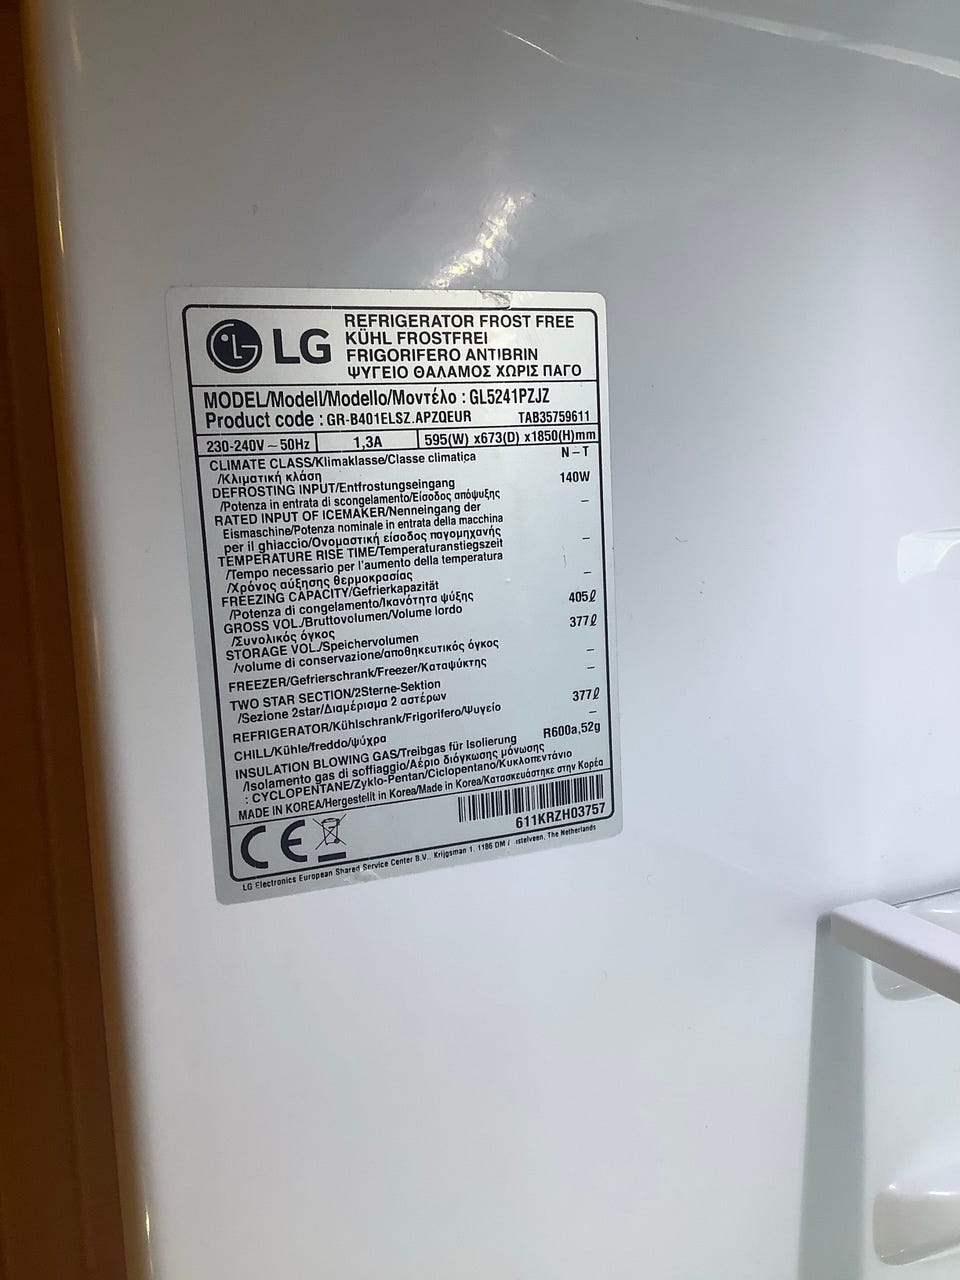 LG
REFRIGERATOR FROST FREE
KÜHL FROSTFREI
FRIGORIFERO ANTIBRIN
ΨΥΓΕΙΟ ΘΑΛΑΜΟΣ ΧΩΡΙΣ ΠΑΓΟ
MODEL/Modell/Modello/Μοντέλο : GL5241PZJZ
Product code : GR-B401ELSZ.APZQEUR TAB35759611
230-240V ~ 50Hz 1,3A 595(W) x673(D) x1850(H)mm
CLIMATE CLASS/Klimaklasse/Classe climatica N – T
/Κλιματική κλάση
DEFROSTING INPUT/Entfrostungseingang 140W
/Potenza in entrata di scongelamento/Είσοδος απόψυξης
RATED INPUT OF ICEMAKER/Nenneingang der –
Eismaschine/Potenza nominale in entrata della macchina
per il ghiaccio/Ονομαστική είσοδος παγομηχανής
TEMPERATURE RISE TIME/Temperaturanstiegszeit –
/Tempo necessario per l'aumento della temperatura
/Χρόνος αύξησης θερμοκρασίας
FREEZING CAPACITY/Gefrierkapazität –
/Potenza di congelamento/Ικανότητα ψύξης
GROSS VOL./Bruttovolumen/Volume lordo 405ℓ
/Συνολικός όγκος
STORAGE VOL./Speichervolumen 377ℓ
/volume di conservazione/αποθηκευτικός όγκος
FREEZER/Gefrierschrank/Freezer/Καταψύκτης –
TWO STAR SECTION/2Sterne-Sektion –
/Sezione 2star/Διαμέρισμα 2 αστέρων
REFRIGERATOR/Kühlschrank/Frigorifero/Ψυγείο 377ℓ
CHILL/Kühle/freddo/ψύχρα –
INSULATION BLOWING GAS/Treibgas für Isolierung R600a,52g
/Isolamento gas di soffiaggio/Αέριο διόγκωσης μόνωσης
: CYCLOPENTANE/Zyklo-Pentan/Ciclopentano/Κυκλοπεντάνιο
MADE IN KOREA/Hergestellt in Korea/Made in Korea/Κατασκευάστηκε στην Κορέα
CE
611KRZH03757
LG Electronics European Shared Service Center B.V., Krijgsman 1, 1186 DM The Netherlands